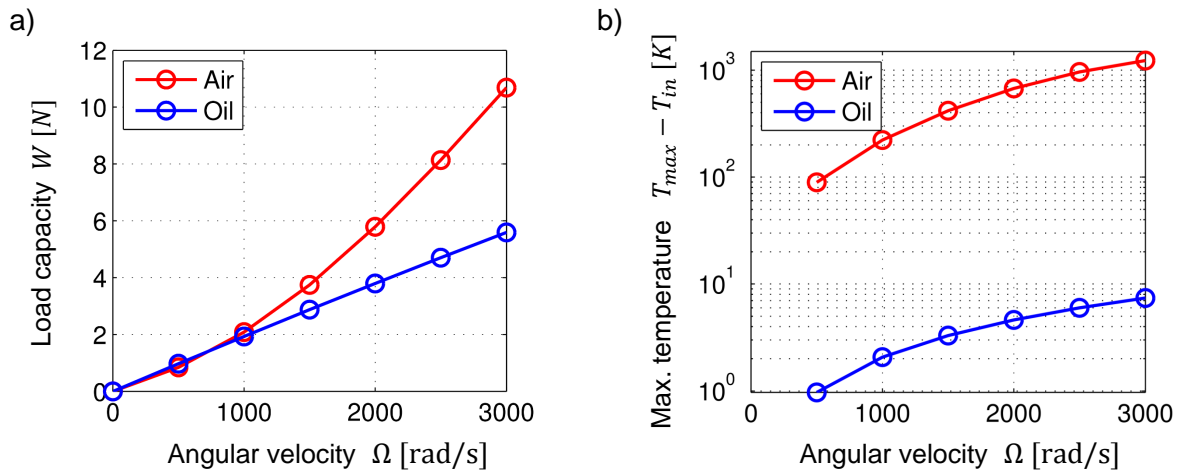 a)
12
10
8
6
4
2
0
Load capacity W [N]
Air
Oil
0 1000 2000 3000
Angular velocity Ω [rad/s]
b)
10^3
10^2
10^1
10^0
Max. temperature T_max − T_in [K]
Air
Oil
0 1000 2000 3000
Angular velocity Ω [rad/s]